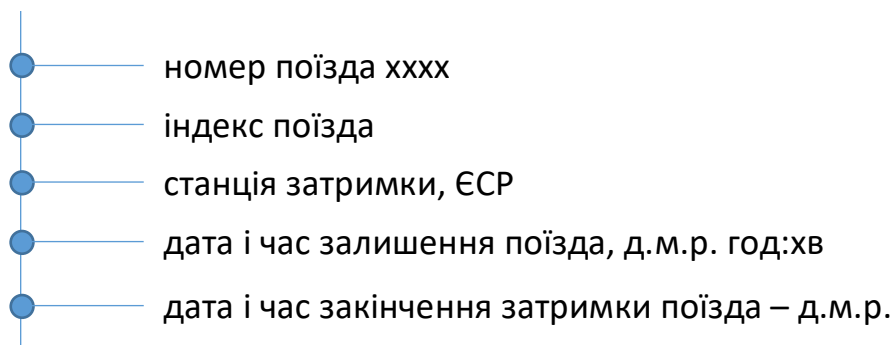 номер поїзда хххх
індекс поїзда
станція затримки, ЄСР
дата і час залишення поїзда, д.м.р. год:хв
дата і час закінчення затримки поїзда – д.м.р.